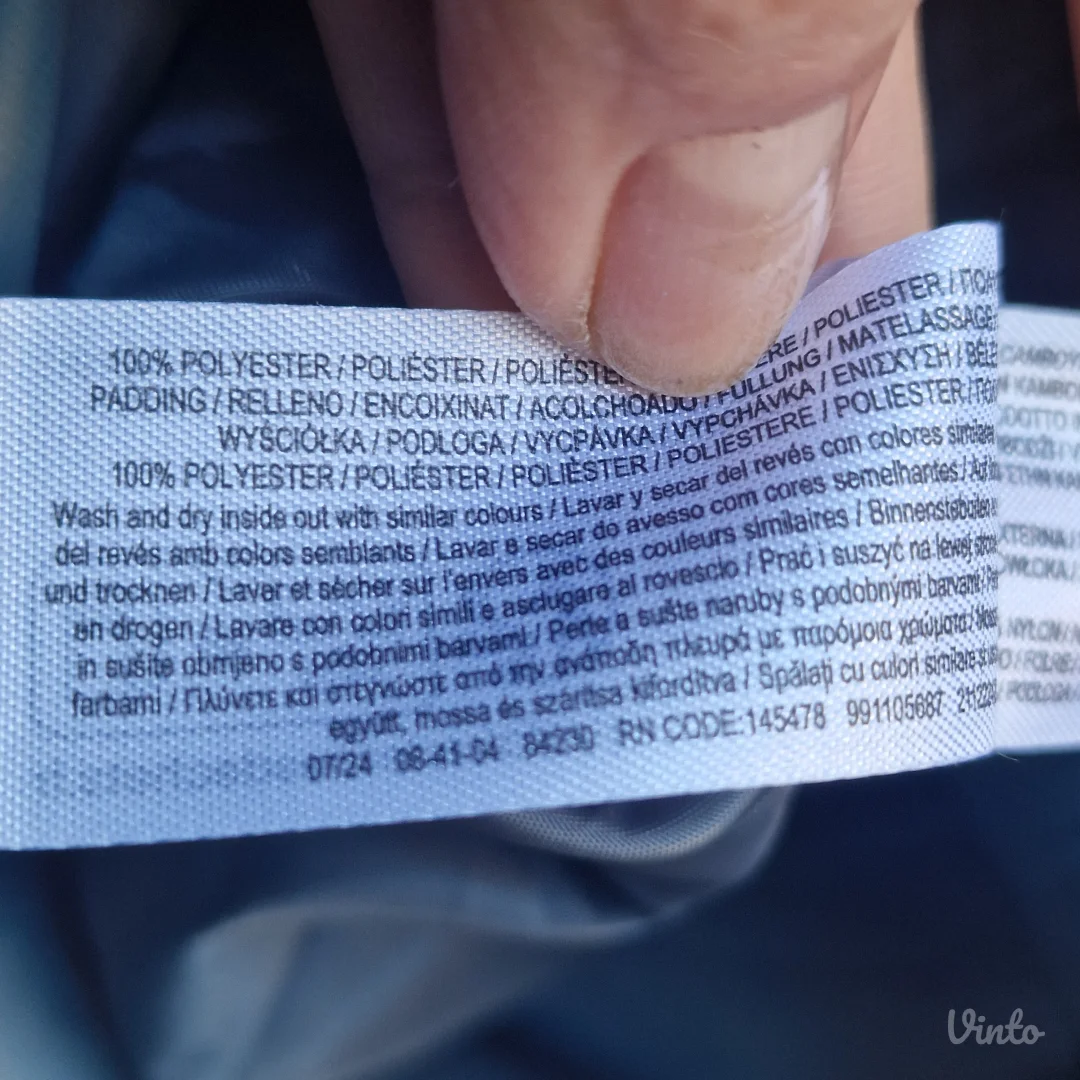 100% POLYESTER / POLIÉSTER / POLIÈSTER / POLIESTER /
PADDING / RELLENO / ENCOIXINAT / ACOLCHOADO / FÜLLUNG / MATELASSAGE
WYŚCIÓŁKA / PODLOGA / VYCPÁVKA / VYPCHÁVKA / ΕΝΙΣΧΥΣΗ /
100% POLYESTER / POLIÉSTER / POLIÈSTER / POLIESTERE / POLIESTER /
Wash and dry inside out with similar colours / Lavar y secar del revés con colores similares
del revés amb colors semblants / Lavar e secar do avesso com cores semelhantes / Auf
und trocknen / Laver et sécher sur l'envers avec des couleurs similaires / Binnenstebuiten
en drogen / Lavare con colori simili e asciugare al rovescio / Prać i suszyć na lewej
in sušite obrnjeno s podobnimi barvami / Perte a sušte naruby s podobnými barvami /
farbami / Πλύνετε και στεγνώστε από την ανάποδη πλευρά με παρόμοια χρώματα /
együtt, mossa és szárítsa kifordítva / Spălați cu culori similare
07/24 08-41-04 84230 RN CODE:145478 991105687
Vinto